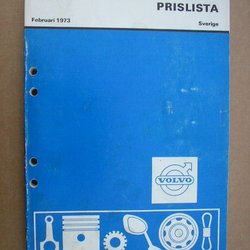 PRISLISTA
Februari 1973
Sverige
VOLVO